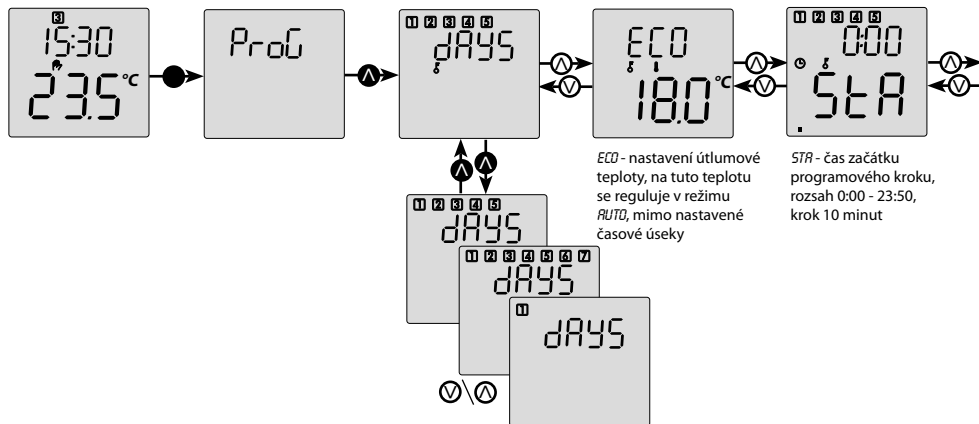 3
15:30
23.5 °C
ProG
1 2 3 4 5
dAYS
ECO
18.0 °C
1 2 3 4 5
0:00
StA
ECO - nastavení útlumové
teploty, na tuto teplotu
se reguluje v režimu
AUTO, mimo nastavené
časové úseky
STA - čas začátku
programového kroku,
rozsah 0:00 - 23:50,
krok 10 minut
1 2 3 4 5
dAYS
1 2 3 4 5 6 7
dAYS
1
dAYS